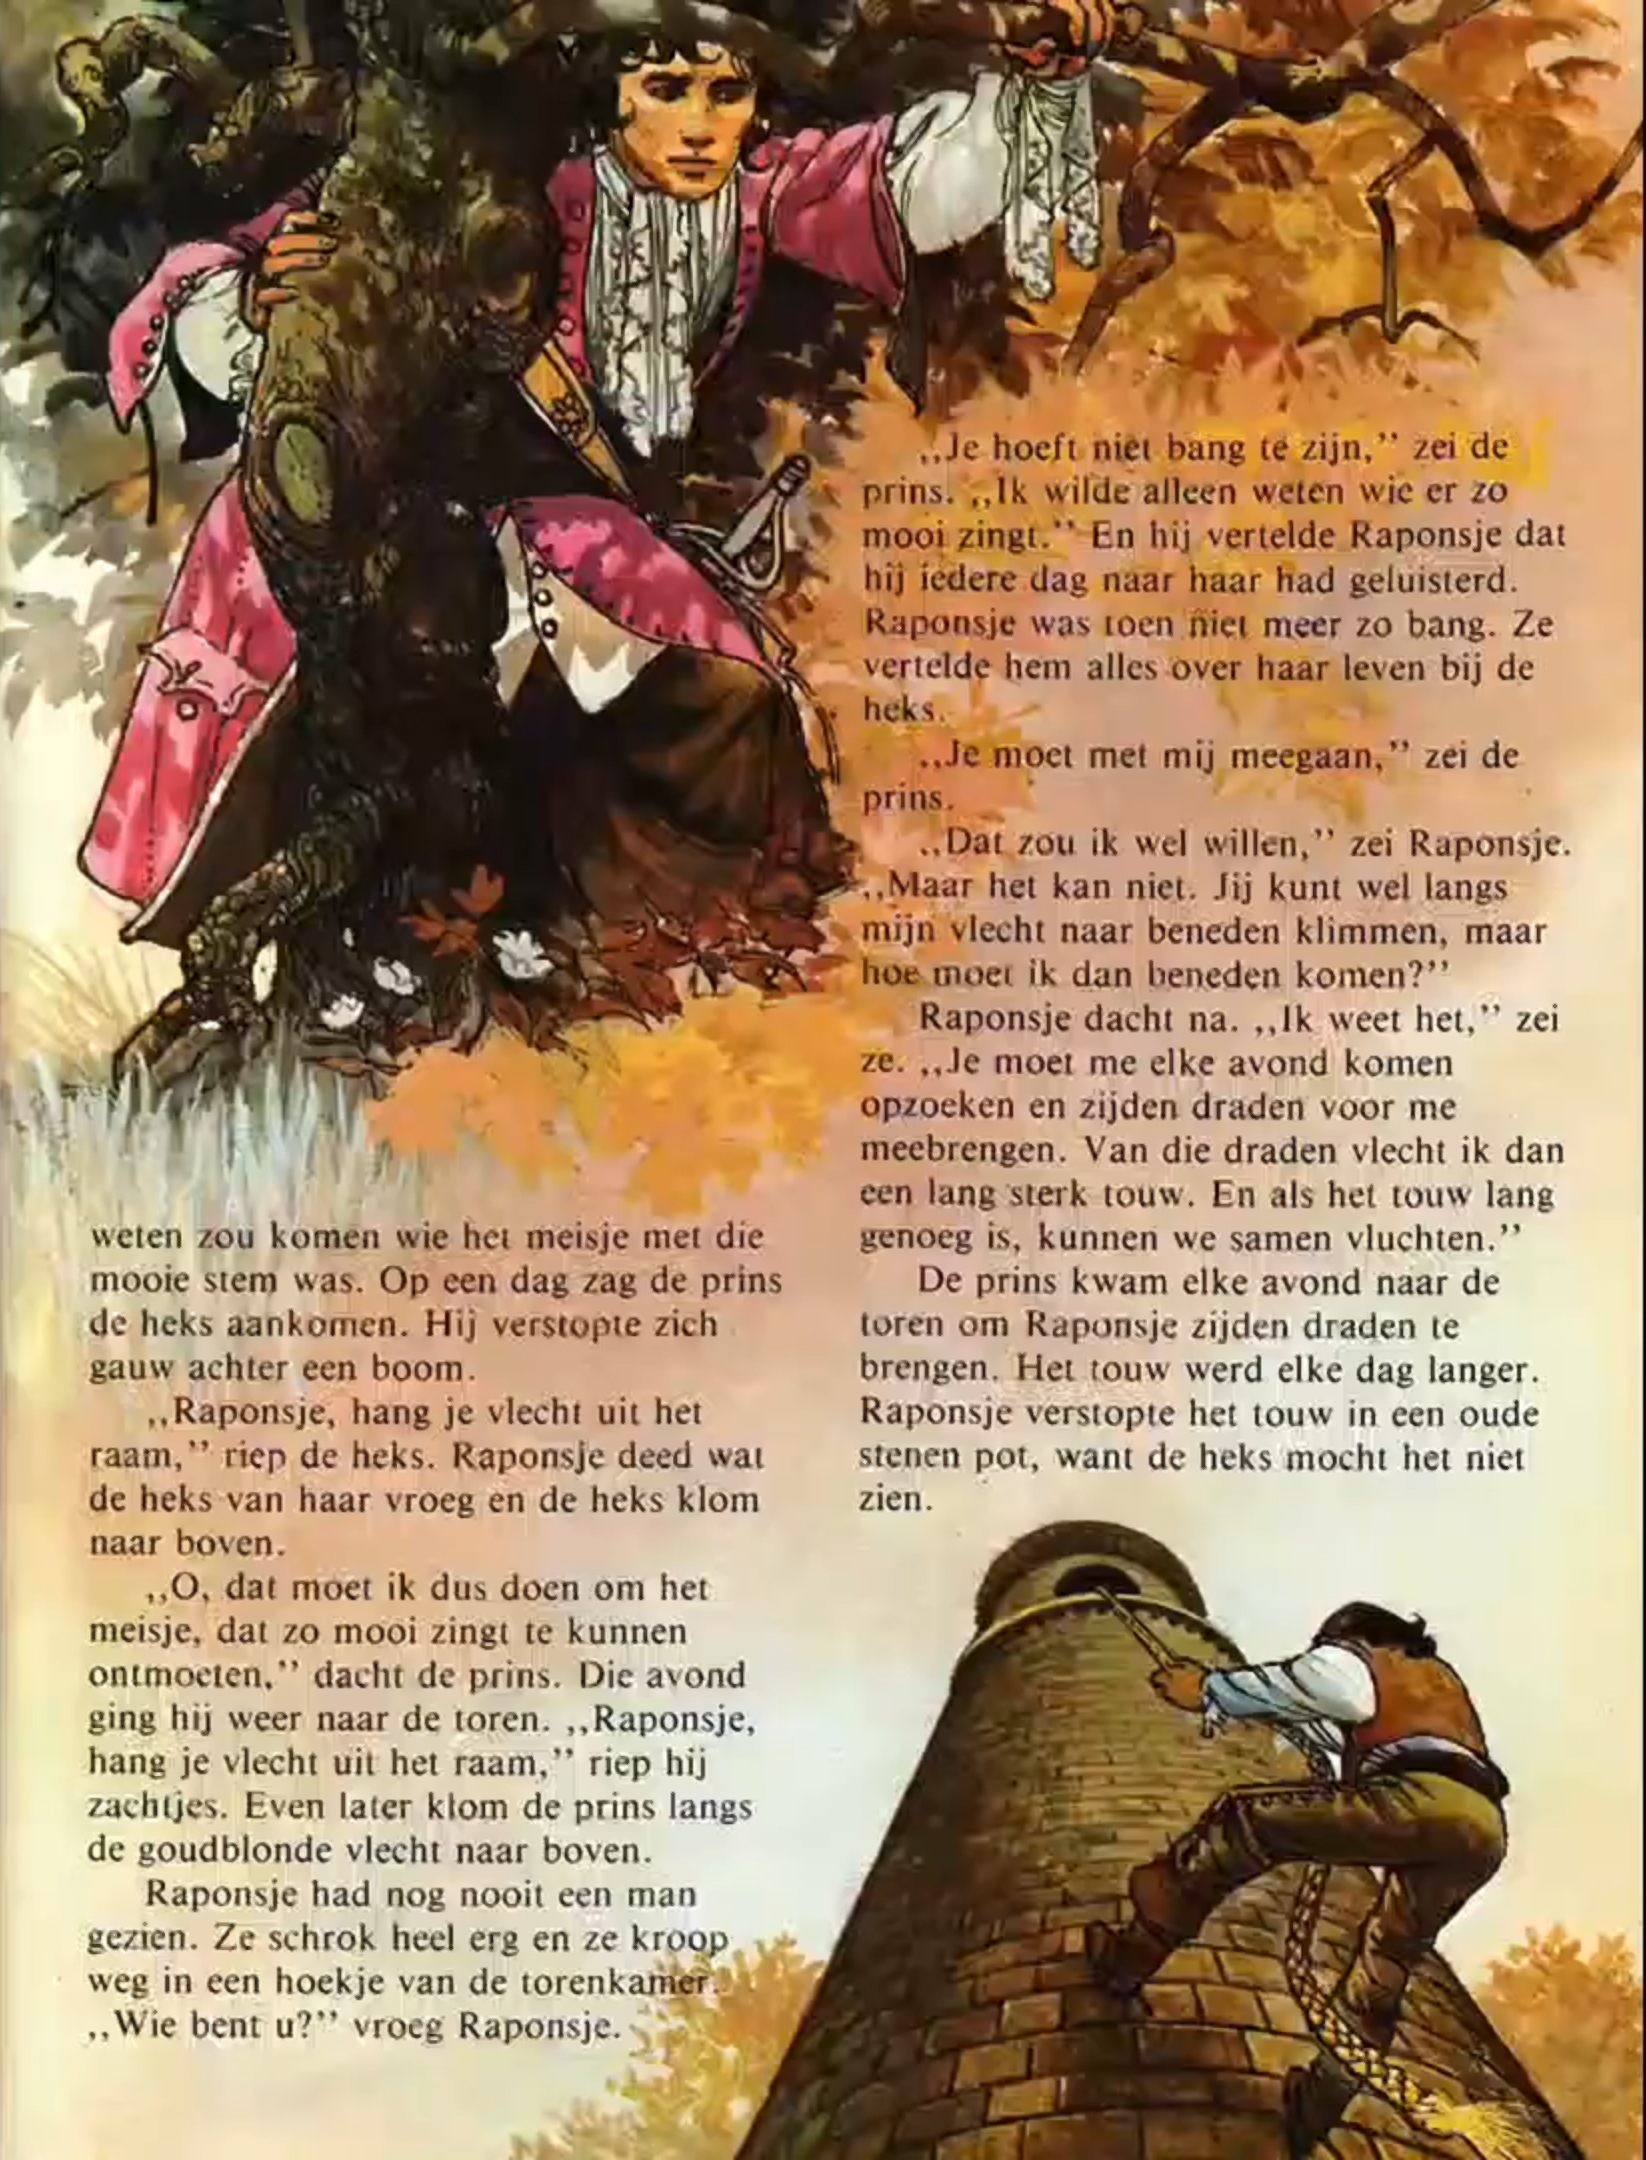 weten zou komen wie het meisje met die
mooie stem was. Op een dag zag de prins
de heks aankomen. Hij verstopte zich
gauw achter een boom.
,,Raponsje, hang je vlecht uit het
raam,’’ riep de heks. Raponsje deed wat
de heks van haar vroeg en de heks klom
naar boven.
,,O, dat moet ik dus doen om het
meisje, dat zo mooi zingt te kunnen
ontmoeten,’’ dacht de prins. Die avond
ging hij weer naar de toren. ,,Raponsje,
hang je vlecht uit het raam,’’ riep hij
zachtjes. Even later klom de prins langs
de goudblonde vlecht naar boven.
Raponsje had nog nooit een man
gezien. Ze schrok heel erg en ze kroop
weg in een hoekje van de torenkamer.
,,Wie bent u?’’ vroeg Raponsje.
,,Je hoeft niet bang te zijn,’’ zei de
prins. ,,Ik wilde alleen weten wie er zo
mooi zingt.’’ En hij vertelde Raponsje dat
hij iedere dag naar haar had geluisterd.
Raponsje was toen niet meer zo bang. Ze
vertelde hem alles over haar leven bij de
heks.
,,Je moet met mij meegaan,’’ zei de
prins.
,,Dat zou ik wel willen,’’ zei Raponsje.
,,Maar het kan niet. Jij kunt wel langs
mijn vlecht naar beneden klimmen, maar
hoe moet ik dan beneden komen?’’
Raponsje dacht na. ,,Ik weet het,’’ zei
ze. ,,Je moet me elke avond komen
opzoeken en zijden draden voor me
meebrengen. Van die draden vlecht ik dan
een lang sterk touw. En als het touw lang
genoeg is, kunnen we samen vluchten.’’
De prins kwam elke avond naar de
toren om Raponsje zijden draden te
brengen. Het touw werd elke dag langer.
Raponsje verstopte het touw in een oude
stenen pot, want de heks mocht het niet
zien.